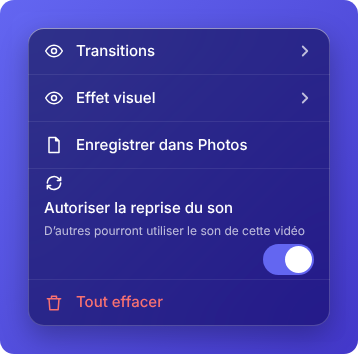 Transitions
Effet visuel
Enregistrer dans Photos
Autoriser la reprise du son
D’autres pourront utiliser le son de cette vidéo
Tout effacer